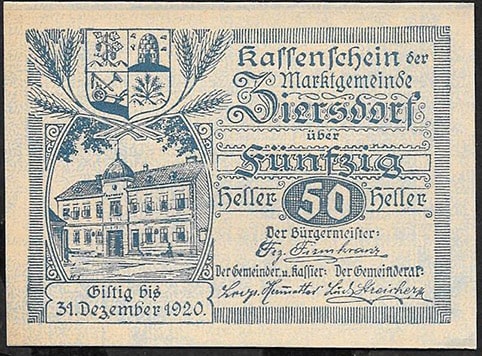 Kassenschein der
Marktgemeinde
Ziersdorf
über
Fünfzig
Heller 50 Heller
Der Bürgermeister:
Der Gemeinder. u. Kassier: Der Gemeinderat:
Giltig bis
31. Dezember 1920.